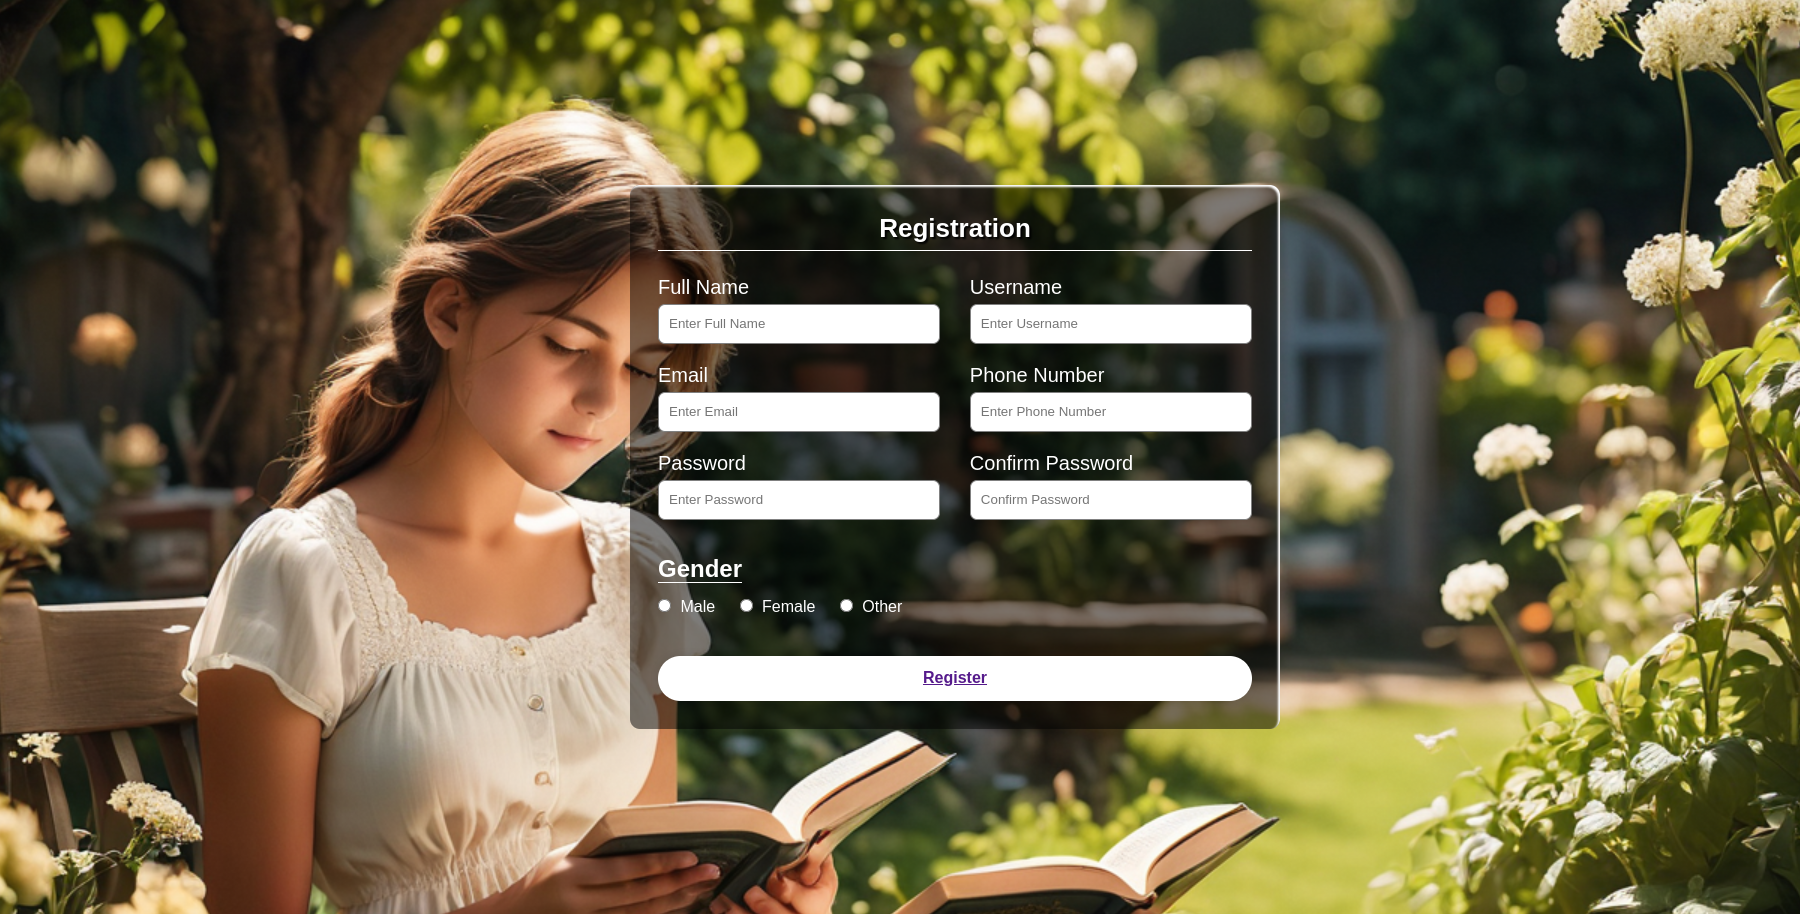 Registration
Full Name Username
Enter Full Name Enter Username
Email Phone Number
Enter Email Enter Phone Number
Password Confirm Password
Enter Password Confirm Password
Gender
Male Female Other
Register